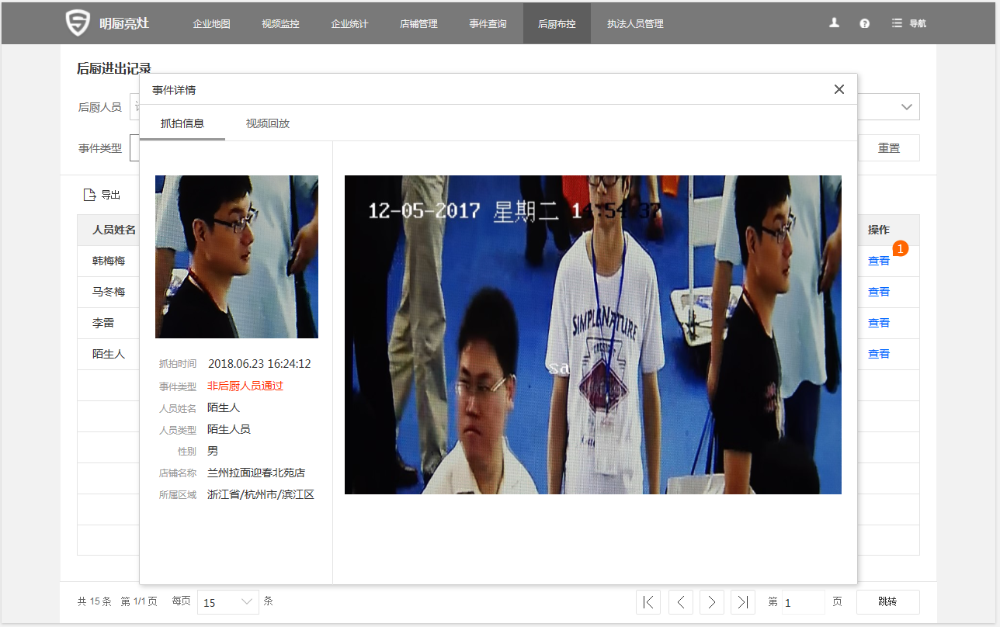 明厨亮灶 企业地图 视频监控 企业统计 店铺管理 事件查询 后厨布控 执法人员管理 导航
后厨进出记录
事件详情
后厨人员
抓拍信息 视频回放
事件类型 重置
导出
12-05-2017 星期二 14:54:37
人员姓名 操作
1
韩梅梅 查看
马冬梅 查看
李雷 查看
陌生人 查看
SIMPLE NATURE
sa
抓拍时间 2018.06.23 16:24:12
事件类型 非后厨人员通过
人员姓名 陌生人
人员类型 陌生人员
性别 男
店铺名称 兰州拉面迎春北苑店
所属区域 浙江省/杭州市/滨江区
共 15 条 第 1/1 页 每页 15 条 第 1 页 跳转